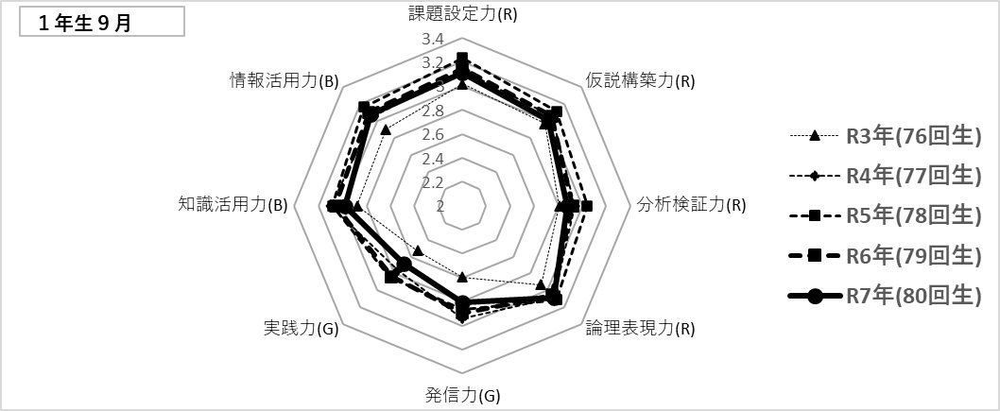 １年生９月
課題設定力(R)
3.4
3.2
3
2.8
2.6
2.4
2.2
2
仮説構築力(R)
分析検証力(R)
論理表現力(R)
発信力(G)
実践力(G)
知識活用力(B)
情報活用力(B)
R3年(76回生)
R4年(77回生)
R5年(78回生)
R6年(79回生)
R7年(80回生)